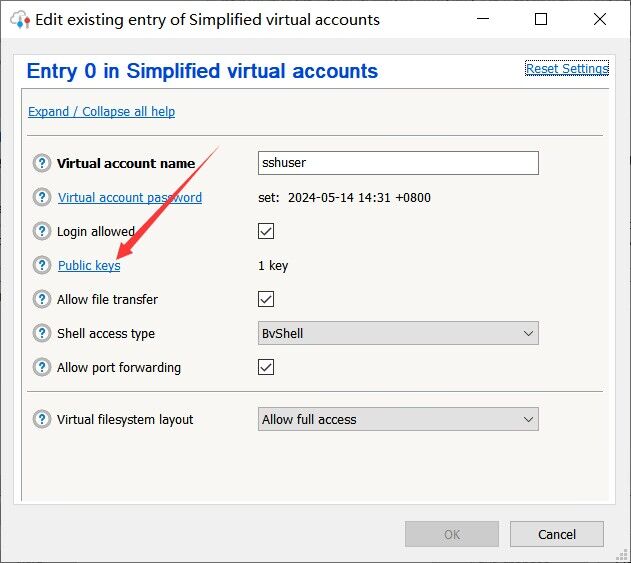 Edit existing entry of Simplified virtual accounts
Entry 0 in Simplified virtual accounts
Reset Settings
Expand / Collapse all help
? Virtual account name sshuser
? Virtual account password set: 2024-05-14 14:31 +0800
? Login allowed
? Public keys 1 key
? Allow file transfer
? Shell access type BvShell
? Allow port forwarding
? Virtual filesystem layout Allow full access
OK Cancel